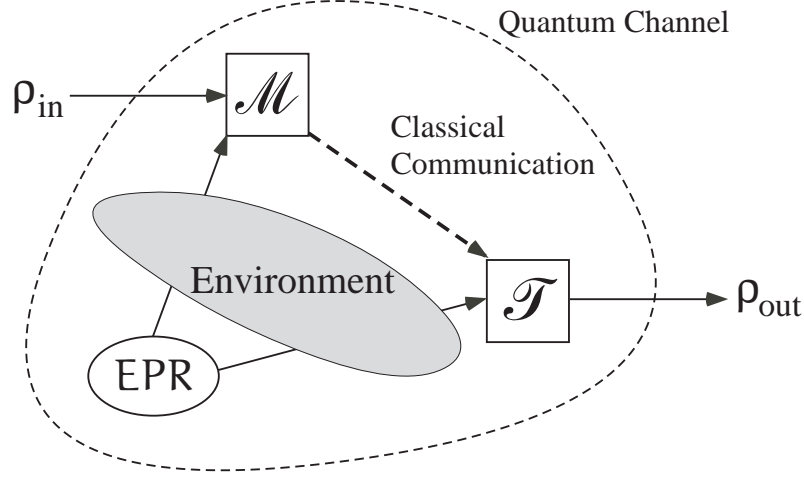 Quantum Channel
ρin
ℳ
Classical
Communication
Environment
𝒯
ρout
EPR